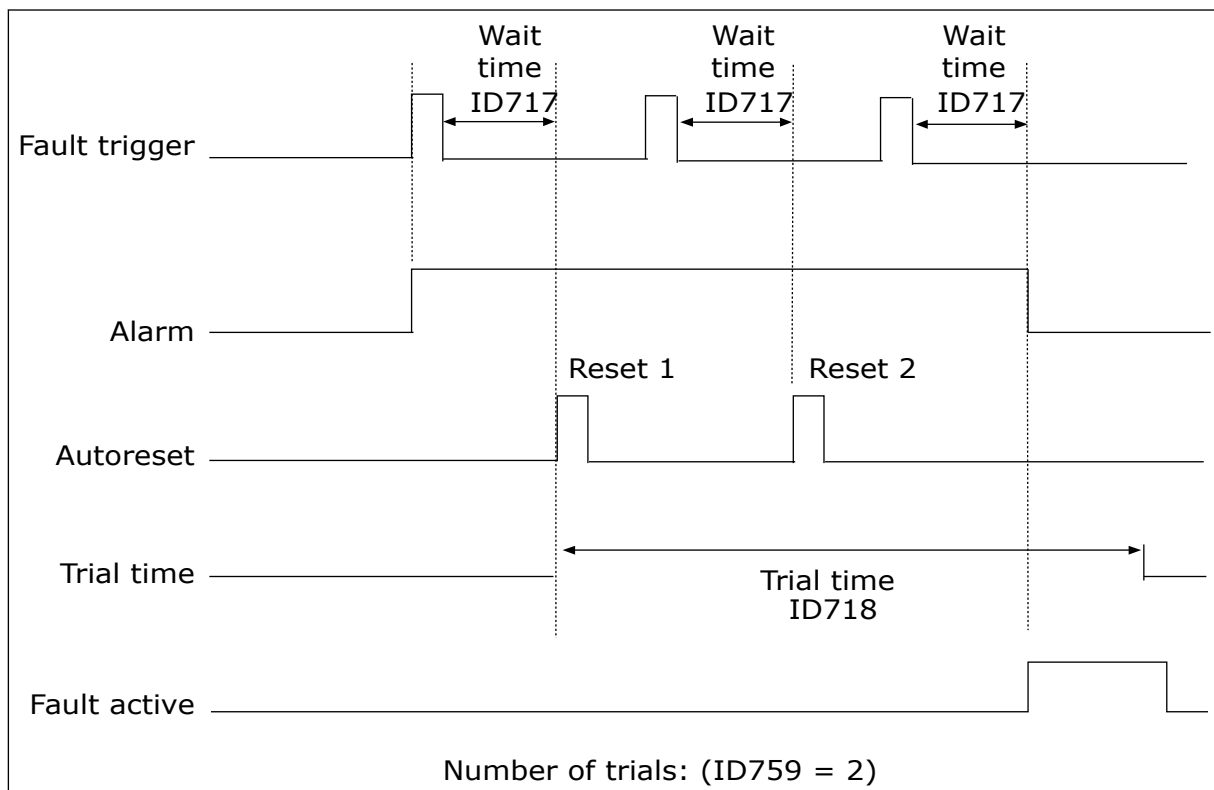 Wait
time
ID717
Wait
time
ID717
Wait
time
ID717
Fault trigger
Alarm
Reset 1
Reset 2
Autoreset
Trial time
Trial time
ID718
Fault active
Number of trials: (ID759 = 2)